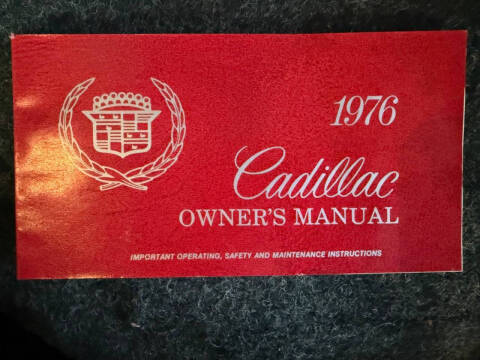 1976
Cadillac
OWNER'S MANUAL
IMPORTANT OPERATING, SAFETY AND MAINTENANCE INSTRUCTIONS